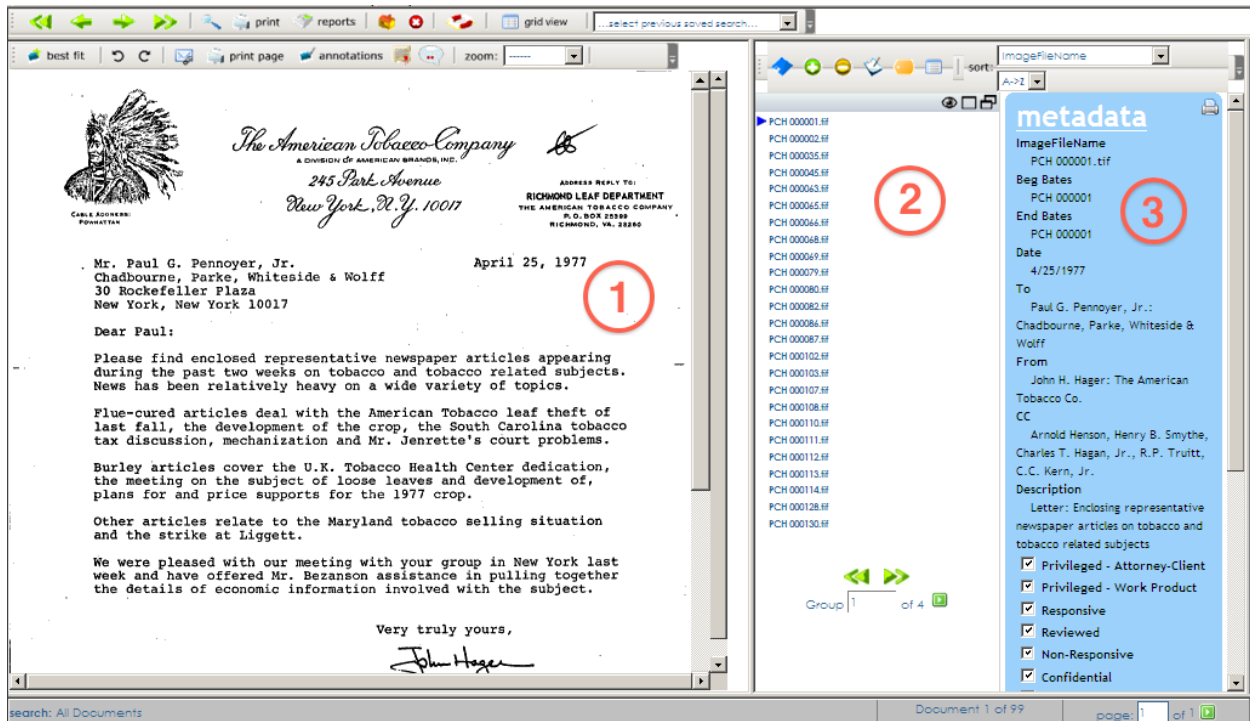 print
reports
grid view
...select previous saved search...
best fit
print page
annotations
zoom:
------
sort:
ImageFileName
A->Z
The American Tobacco Company
A DIVISION OF AMERICAN BRANDS, INC.
245 Park Avenue
New York, N.Y. 10017
ADDRESS REPLY TO:
RICHMOND LEAF DEPARTMENT
THE AMERICAN TOBACCO COMPANY
P.O. BOX 25399
RICHMOND, VA. 23260
CABLE ADDRESS:
POWHATTAN
Mr. Paul G. Pennoyer, Jr. April 25, 1977
Chadbourne, Parke, Whiteside & Wolff
30 Rockefeller Plaza
New York, New York 10017
Dear Paul:
Please find enclosed representative newspaper articles appearing
during the past two weeks on tobacco and tobacco related subjects.
News has been relatively heavy on a wide variety of topics.
Flue-cured articles deal with the American Tobacco leaf theft of
last fall, the development of the crop, the South Carolina tobacco
tax discussion, mechanization and Mr. Jenrette's court problems.
Burley articles cover the U.K. Tobacco Health Center dedication,
the meeting on the subject of loose leaves and development of,
plans for and price supports for the 1977 crop.
Other articles relate to the Maryland tobacco selling situation
and the strike at Liggett.
We were pleased with our meeting with your group in New York last
week and have offered Mr. Bezanson assistance in pulling together
the details of economic information involved with the subject.
Very truly yours,
John Hager
1
PCH 000001.tif
PCH 000002.tif
PCH 000035.tif
PCH 000045.tif
PCH 000063.tif
PCH 000065.tif
PCH 000066.tif
PCH 000068.tif
PCH 000069.tif
PCH 000079.tif
PCH 000080.tif
PCH 000082.tif
PCH 000086.tif
PCH 000087.tif
PCH 000102.tif
PCH 000103.tif
PCH 000107.tif
PCH 000108.tif
PCH 000110.tif
PCH 000111.tif
PCH 000112.tif
PCH 000113.tif
PCH 000114.tif
PCH 000128.tif
PCH 000130.tif
Group 1 of 4
2
metadata
ImageFileName
PCH 000001.tif
Beg Bates
PCH 000001
End Bates
PCH 000001
Date
4/25/1977
To
Paul G. Pennoyer, Jr.:
Chadbourne, Parke, Whiteside &
Wolff
From
John H. Hager: The American
Tobacco Co.
CC
Arnold Henson, Henry B. Smythe,
Charles T. Hagan, Jr., R.P. Truitt,
C.C. Kern, Jr.
Description
Letter: Enclosing representative
newspaper articles on tobacco and
tobacco related subjects
Privileged - Attorney-Client
Privileged - Work Product
Responsive
Reviewed
Non-Responsive
Confidential
3
search: All Documents
Document 1 of 99
page: 1 of 1